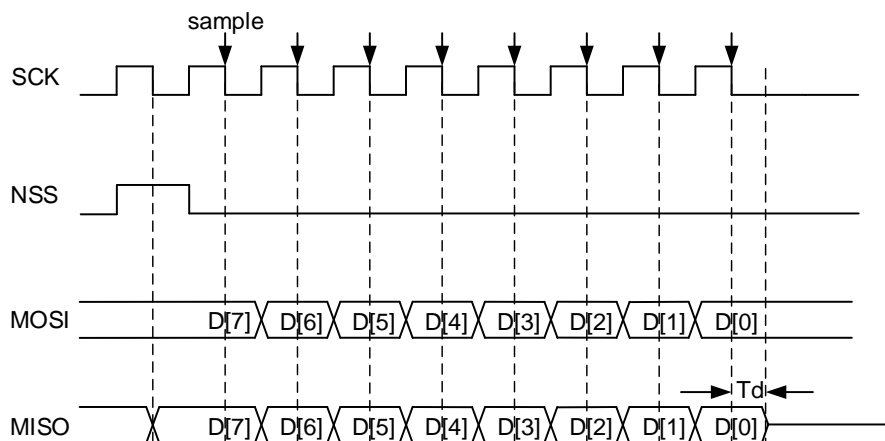 sample
SCK
NSS
MOSI D[7] D[6] D[5] D[4] D[3] D[2] D[1] D[0]
Td
MISO D[7] D[6] D[5] D[4] D[3] D[2] D[1] D[0]